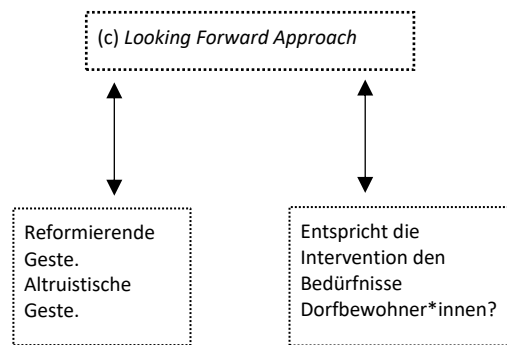 (c) Looking Forward Approach
Reformierende
Geste.
Altruistische
Geste.
Entspricht die
Intervention den
Bedürfnisse
Dorfbewohner*innen?